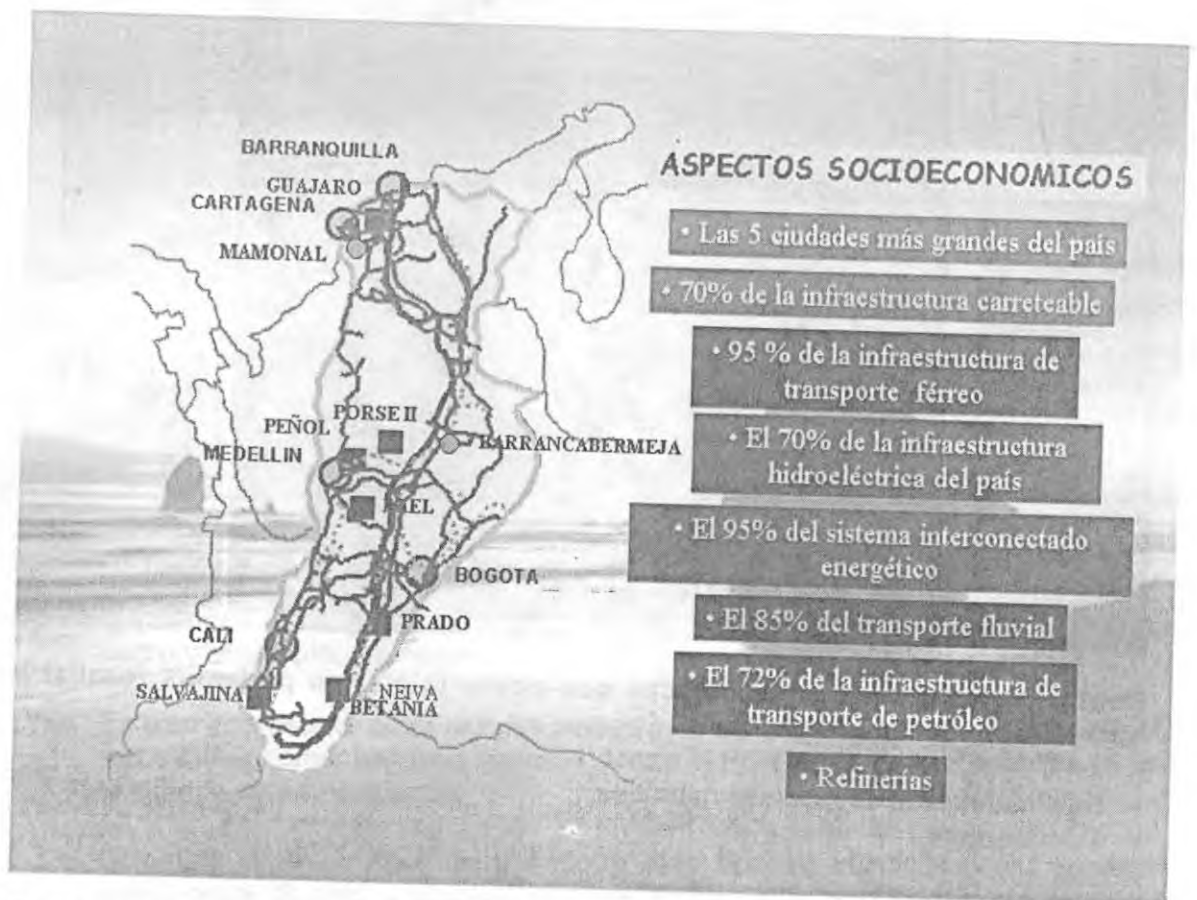 BARRANQUILLA
GUAJARO
CARTAGENA
MAMONAL
PORSE II
PEÑOL
MEDELLIN
BARRANCABERMEJA
MIEL
BOGOTA
CALI
PRADO
SALVAJINA
NEIVA
BETANIA
ASPECTOS SOCIOECONOMICOS
• Las 5 ciudades más grandes del país
• 70% de la infraestructura carreteable
• 95 % de la infraestructura de
transporte férreo
• El 70% de la infraestructura
hidroeléctrica del país
• El 95% del sistema interconectado
energético
• El 85% del transporte fluvial
• El 72% de la infraestructura de
transporte de petróleo
• Refinerías